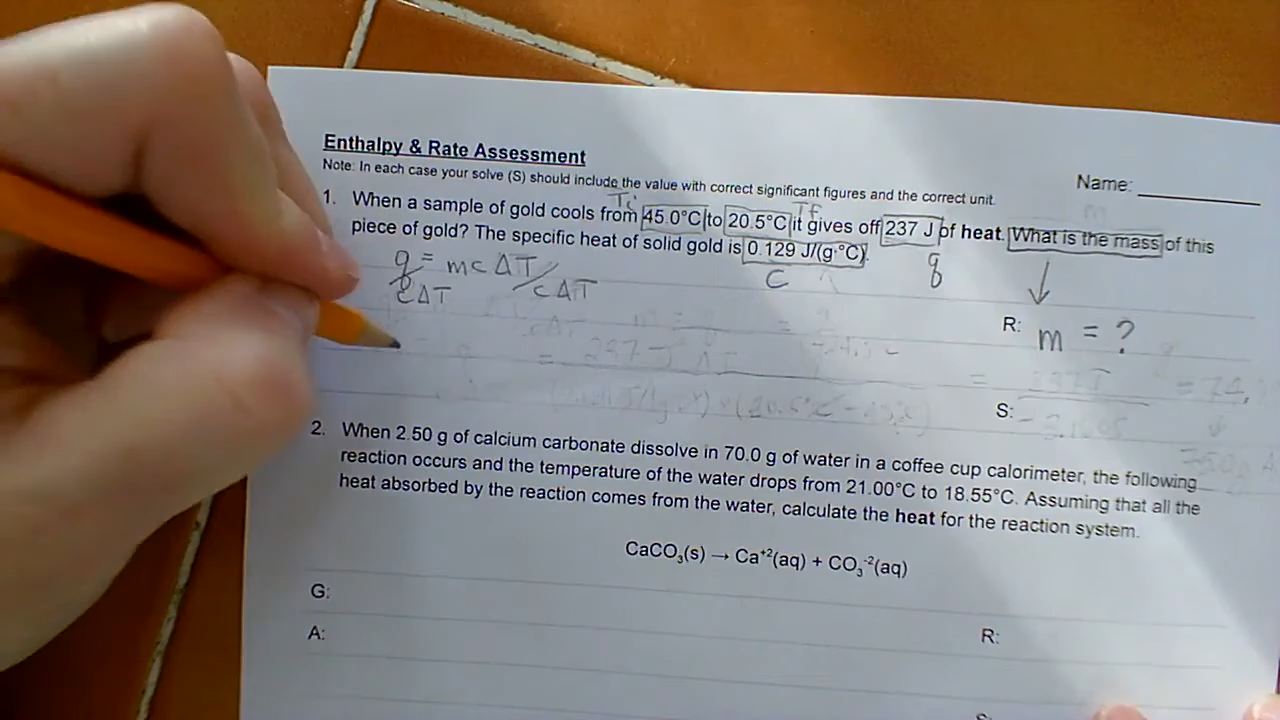 Enthalpy & Rate Assessment
Name:
Note: In each case your solve (S) should include the value with correct significant figures and the correct unit.
Ti Tf m
1. When a sample of gold cools from 45.0°C to 20.5°C it gives off 237 J of heat. What is the mass of this
piece of gold? The specific heat of solid gold is 0.129 J/(g·°C).
q = mcΔT/cΔT
cΔT
C q
R: m = ?
= 237 J
S:
2. When 2.50 g of calcium carbonate dissolve in 70.0 g of water in a coffee cup calorimeter, the following
reaction occurs and the temperature of the water drops from 21.00°C to 18.55°C. Assuming that all the
heat absorbed by the reaction comes from the water, calculate the heat for the reaction system.
CaCO₃(s) → Ca⁺²(aq) + CO₃⁻²(aq)
G:
A:
R: